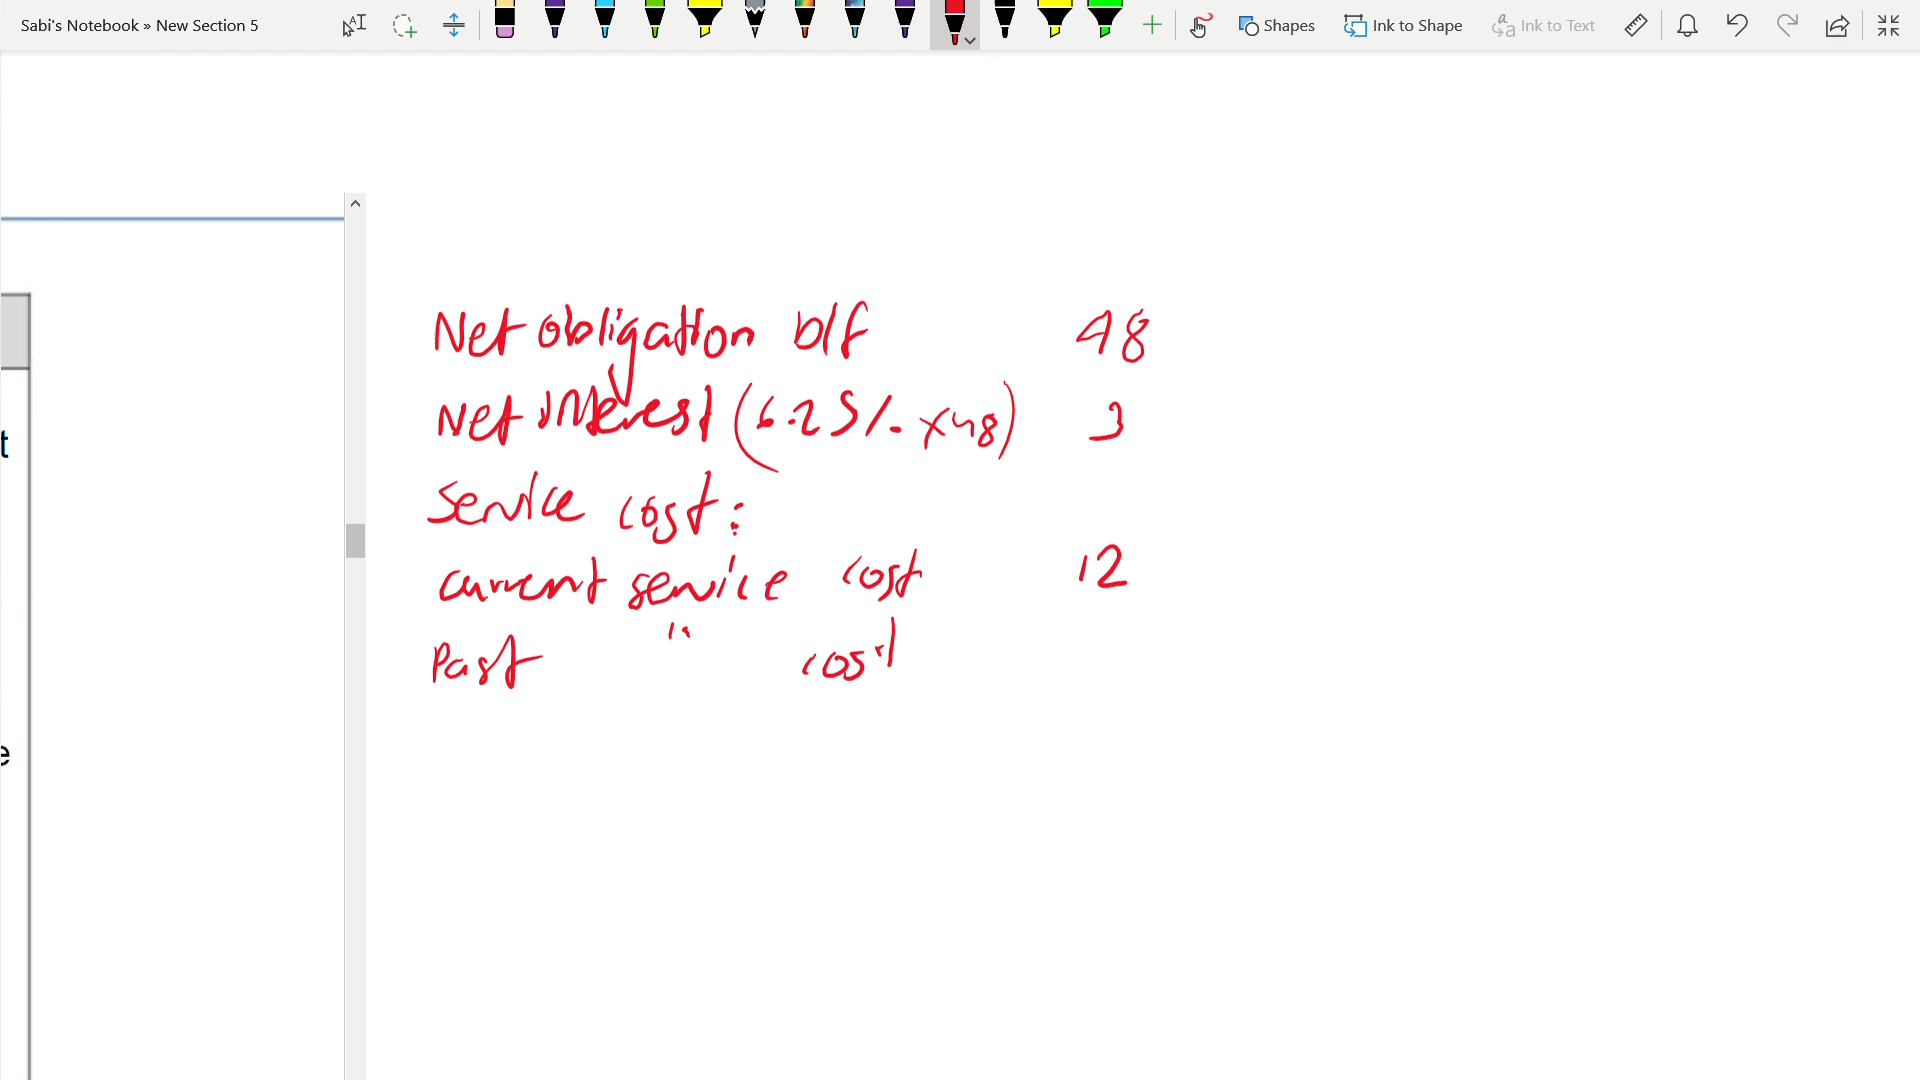 Sabi's Notebook » New Section 5
Shapes
Ink to Shape
Ink to Text
t
e
Net obligation b/f 48
Net interest (6.25% x48) 3
Service cost:
current service cost 12
Past " cost